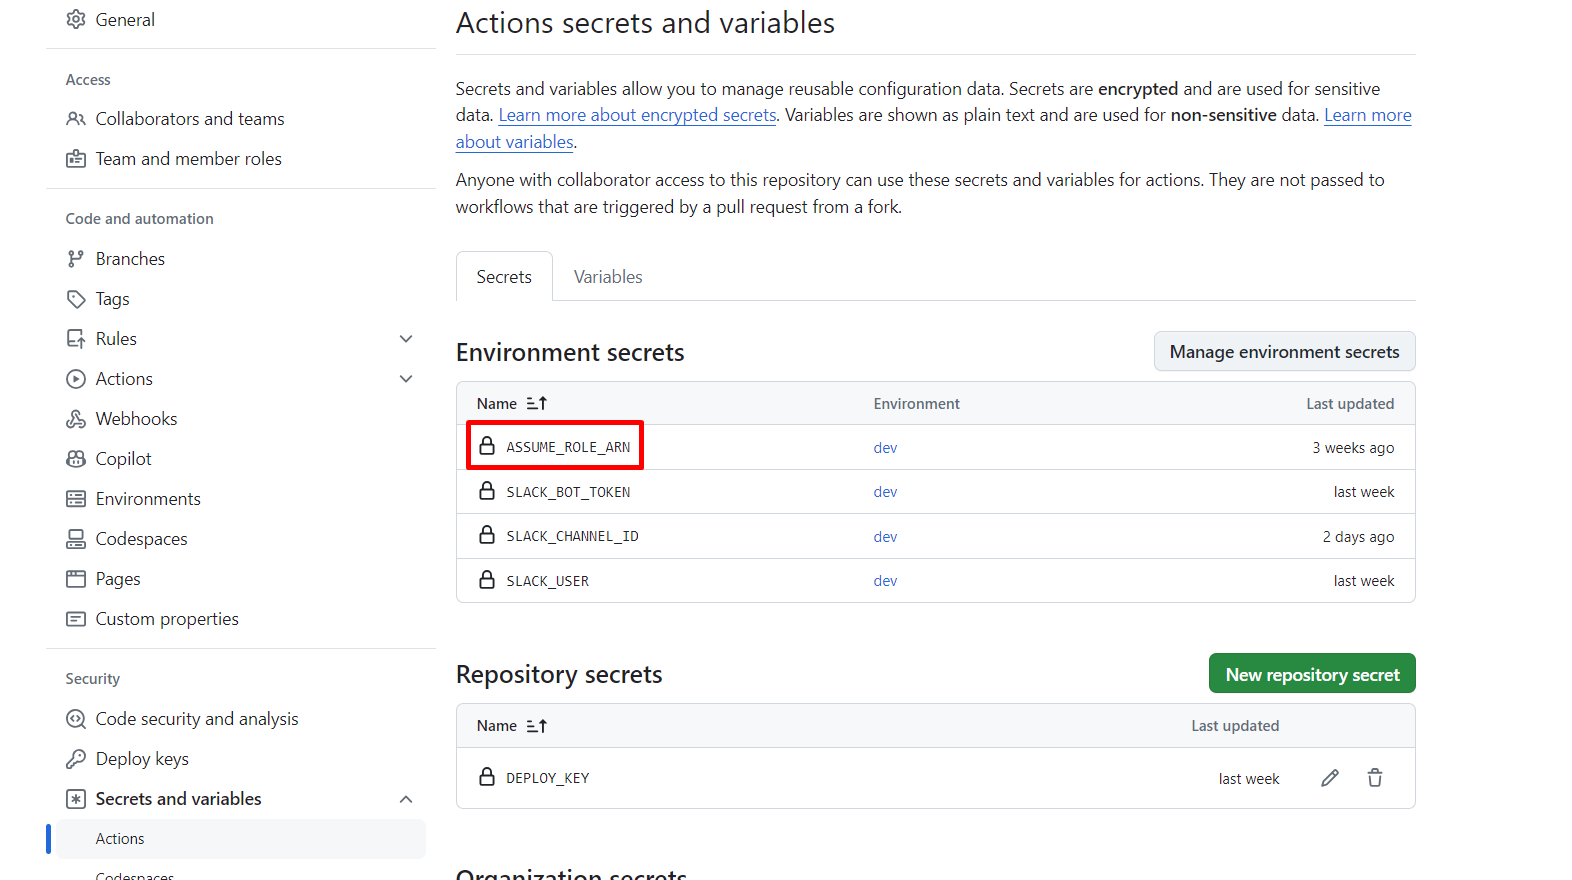 General
Access
Collaborators and teams
Team and member roles
Code and automation
Branches
Tags
Rules
Actions
Webhooks
Copilot
Environments
Codespaces
Pages
Custom properties
Security
Code security and analysis
Deploy keys
Secrets and variables
Actions
Codespaces
Actions secrets and variables
Secrets and variables allow you to manage reusable configuration data. Secrets are encrypted and are used for sensitive
data. Learn more about encrypted secrets. Variables are shown as plain text and are used for non-sensitive data. Learn more
about variables.
Anyone with collaborator access to this repository can use these secrets and variables for actions. They are not passed to
workflows that are triggered by a pull request from a fork.
Secrets Variables
Environment secrets Manage environment secrets
Name Environment Last updated
ASSUME_ROLE_ARN dev 3 weeks ago
SLACK_BOT_TOKEN dev last week
SLACK_CHANNEL_ID dev 2 days ago
SLACK_USER dev last week
Repository secrets New repository secret
Name Last updated
DEPLOY_KEY last week
Organization secrets